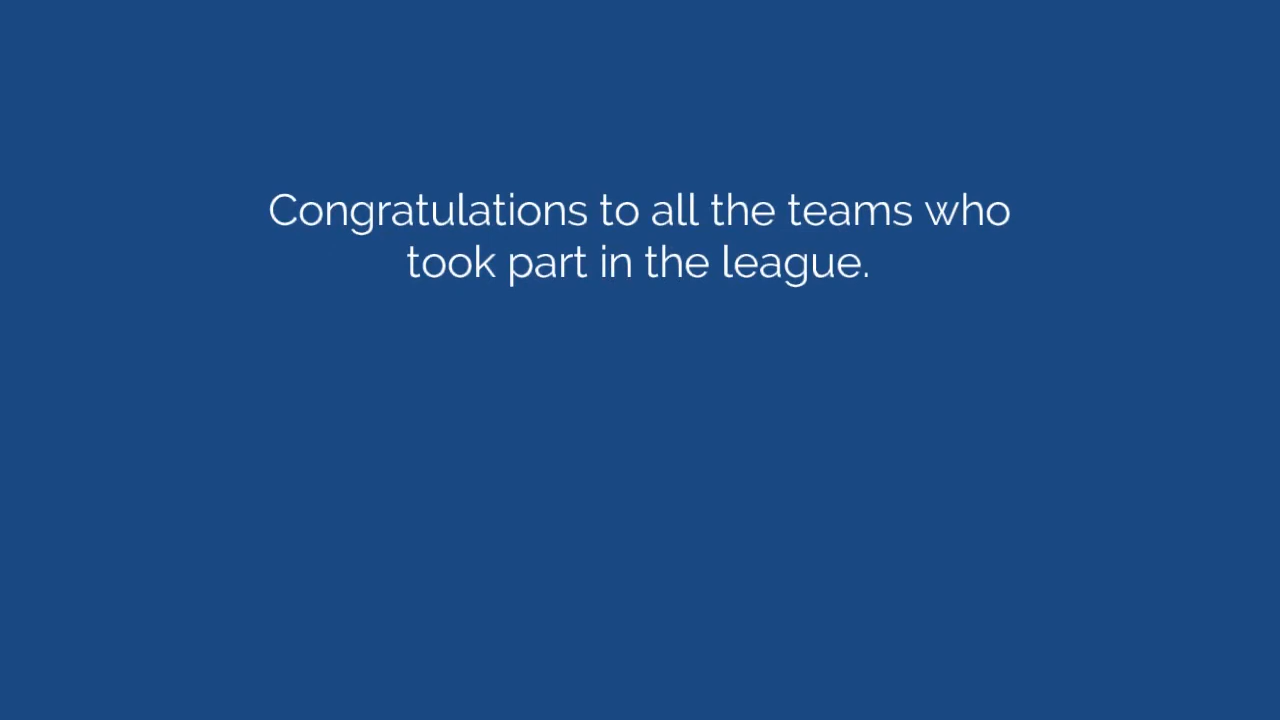 Congratulations to all the teams who
took part in the league.